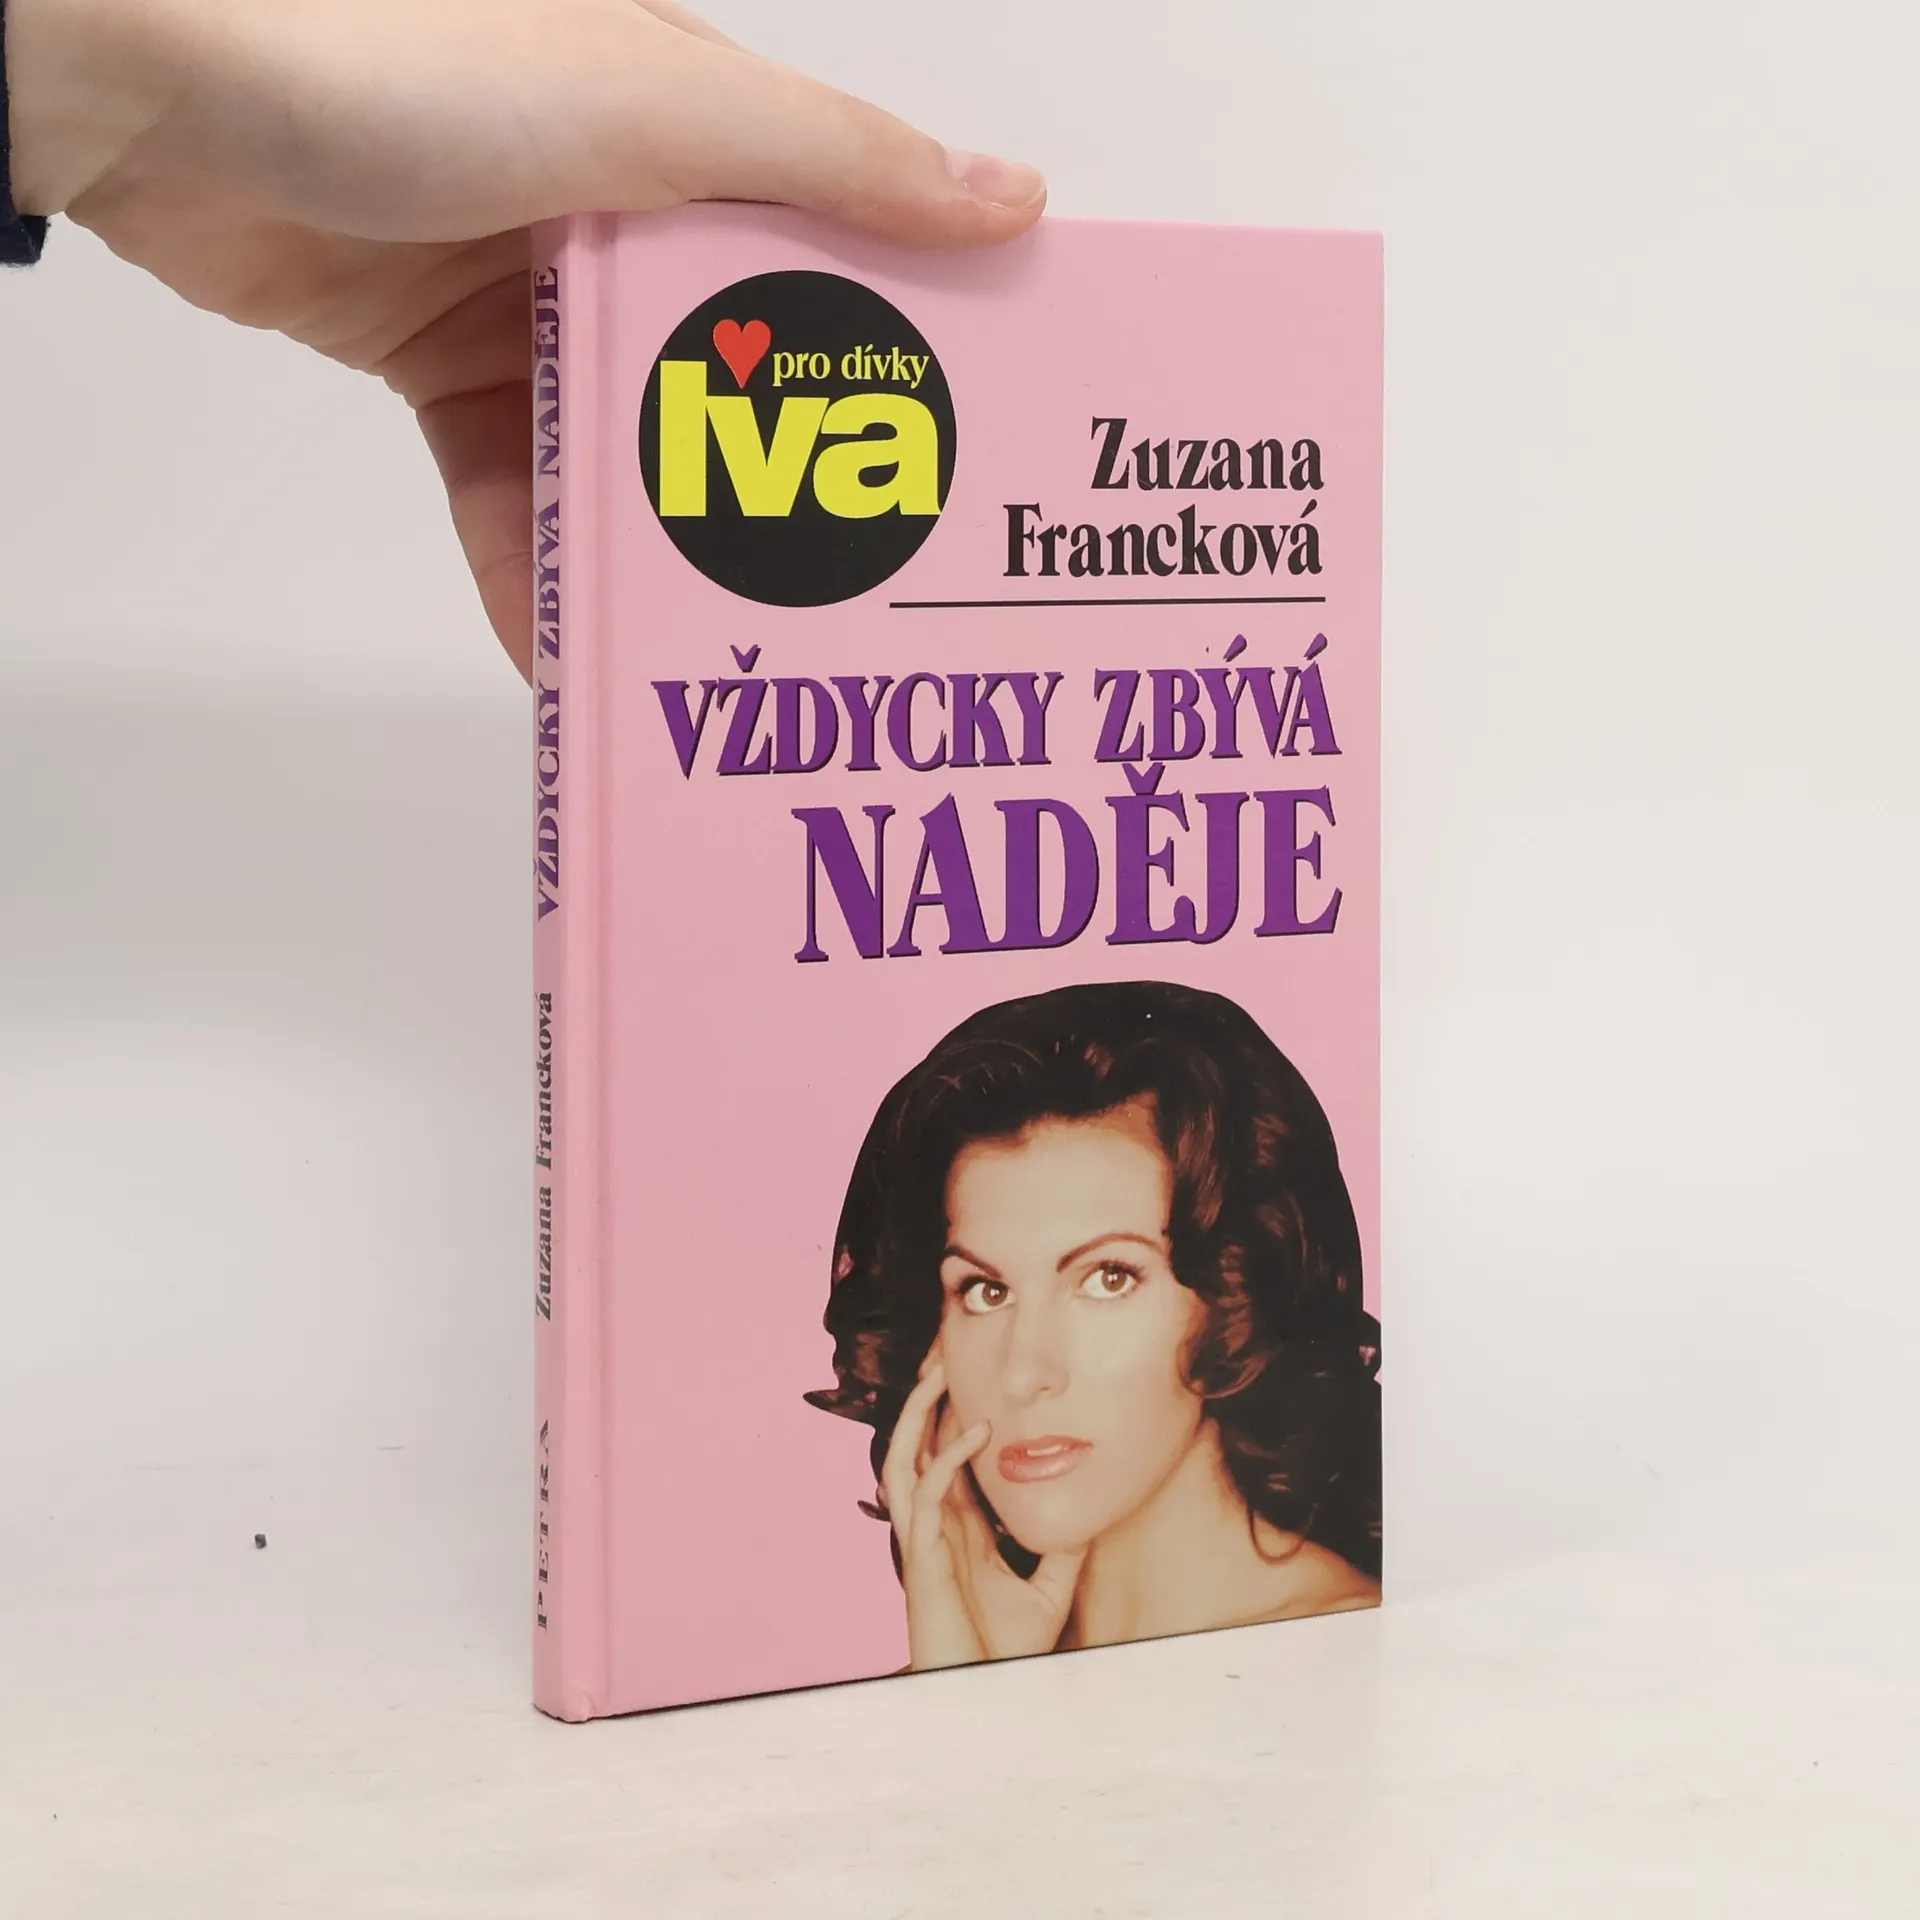 pro dívky
Iva
Zuzana
Francková
VŽDYCKY ZBÝVÁ
NADĚJE
PETRA Zuzana Francková VŽDYCKY ZBÝVÁ NADĚJE